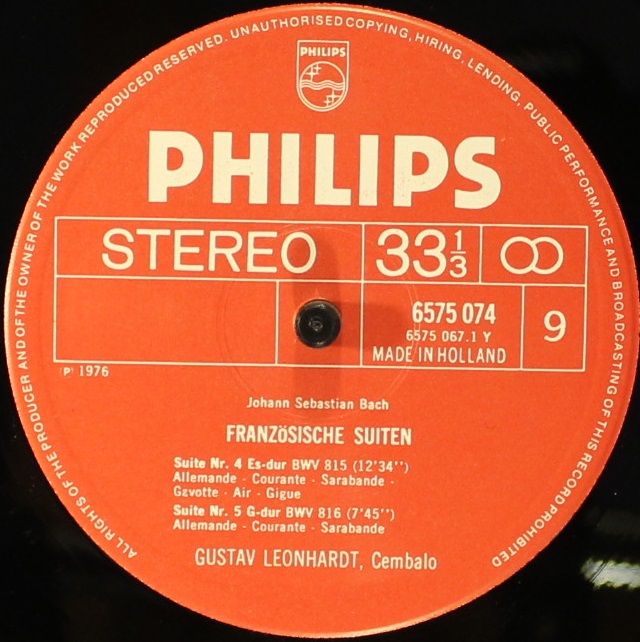 ALL RIGHTS OF THE PRODUCER AND OF THE OWNER OF THE WORK REPRODUCED RESERVED. UNAUTHORISED COPYING, HIRING, LENDING, PUBLIC PERFORMANCE AND BROADCASTING OF THIS RECORD PROHIBITED
PHILIPS
PHILIPS
STEREO 33 1/3
6575 074
6575 067.1 Y
MADE IN HOLLAND
9
(P) 1976
Johann Sebastian Bach
FRANZÖSISCHE SUITEN
Suite Nr. 4 Es-dur BWV 815 (12'34'')
Allemande - Courante - Sarabande -
Gavotte - Air - Gigue
Suite Nr. 5 G-dur BWV 816 (7'45'')
Allemande - Courante - Sarabande
GUSTAV LEONHARDT, Cembalo